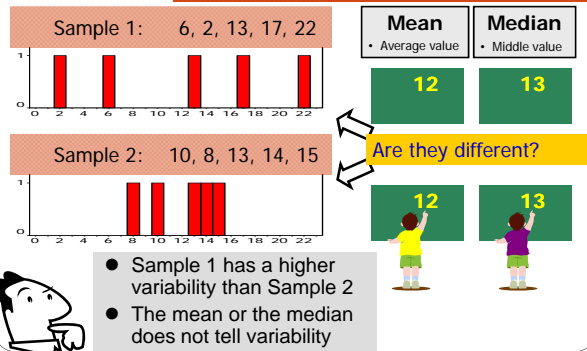 Sample 1: 6, 2, 13, 17, 22
1
0
0 2 4 6 8 10 12 14 16 18 20 22
Mean
• Average value
Median
• Middle value
12
13
Sample 2: 10, 8, 13, 14, 15
1
0
0 2 4 6 8 10 12 14 16 18 20 22
Are they different?
12
13
● Sample 1 has a higher
variability than Sample 2
● The mean or the median
does not tell variability